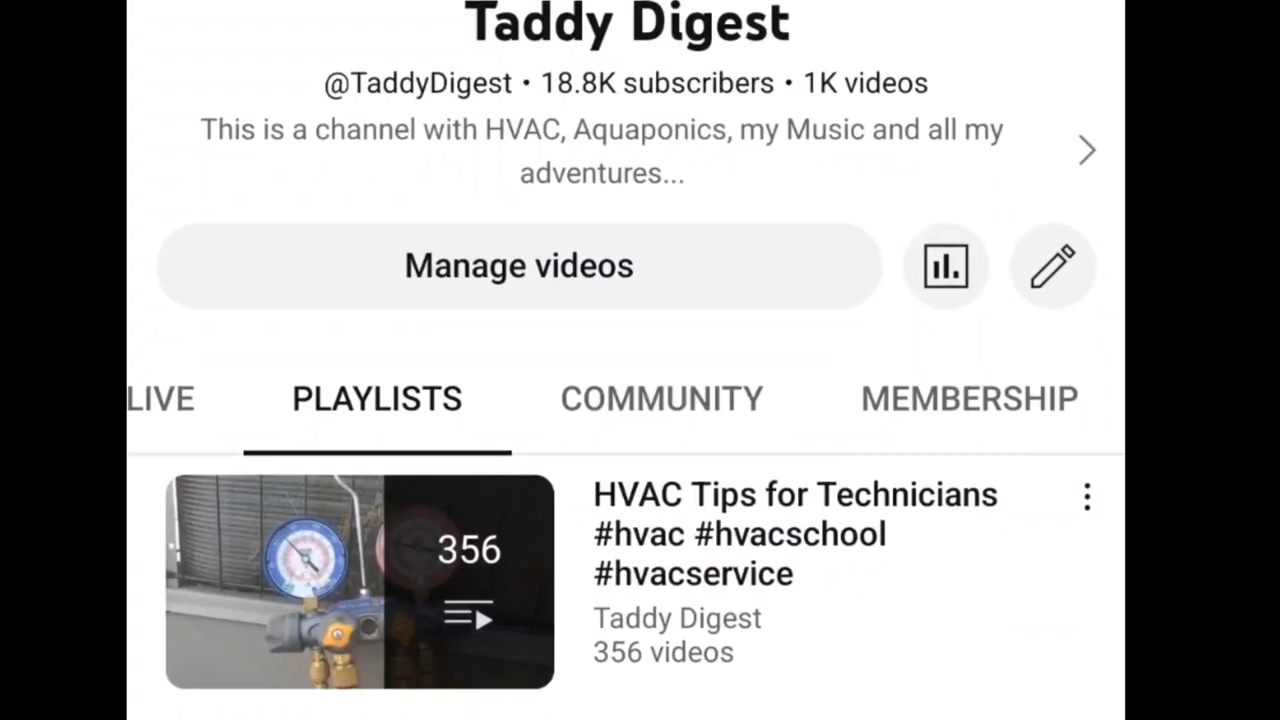 Taddy Digest
@TaddyDigest • 18.8K subscribers • 1K videos
This is a channel with HVAC, Aquaponics, my Music and all my
adventures...
Manage videos
LIVE PLAYLISTS COMMUNITY MEMBERSHIP
356
HVAC Tips for Technicians
#hvac #hvacschool
#hvacservice
Taddy Digest
356 videos